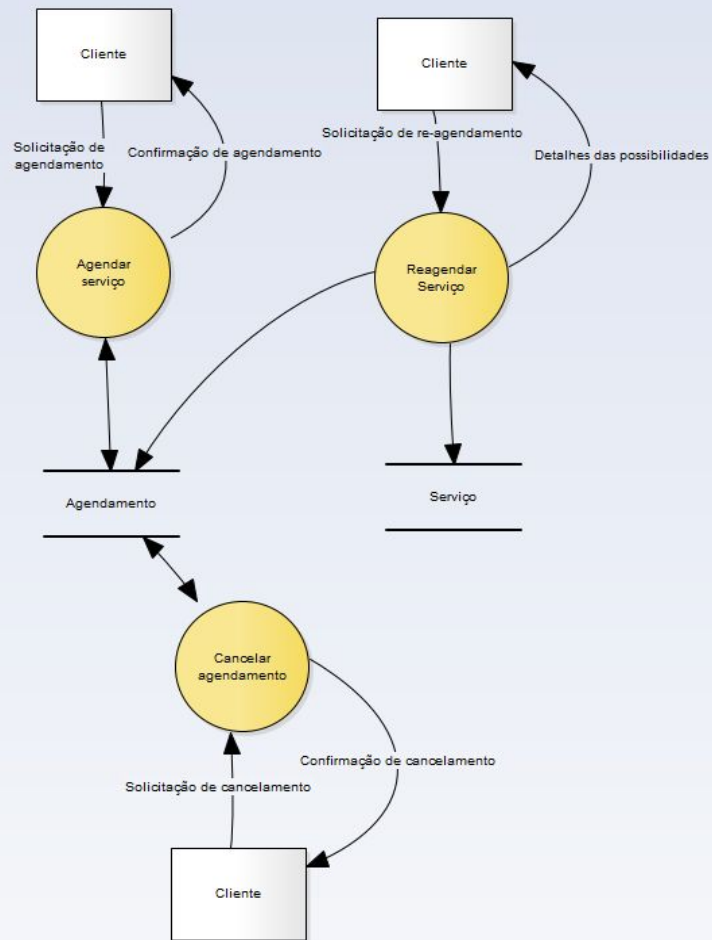 Cliente
Cliente
Solicitação de
agendamento
Confirmação de agendamento
Solicitação de re-agendamento
Detalhes das possibilidades
Agendar
serviço
Reagendar
Serviço
Agendamento
Serviço
Cancelar
agendamento
Confirmação de cancelamento
Solicitação de cancelamento
Cliente